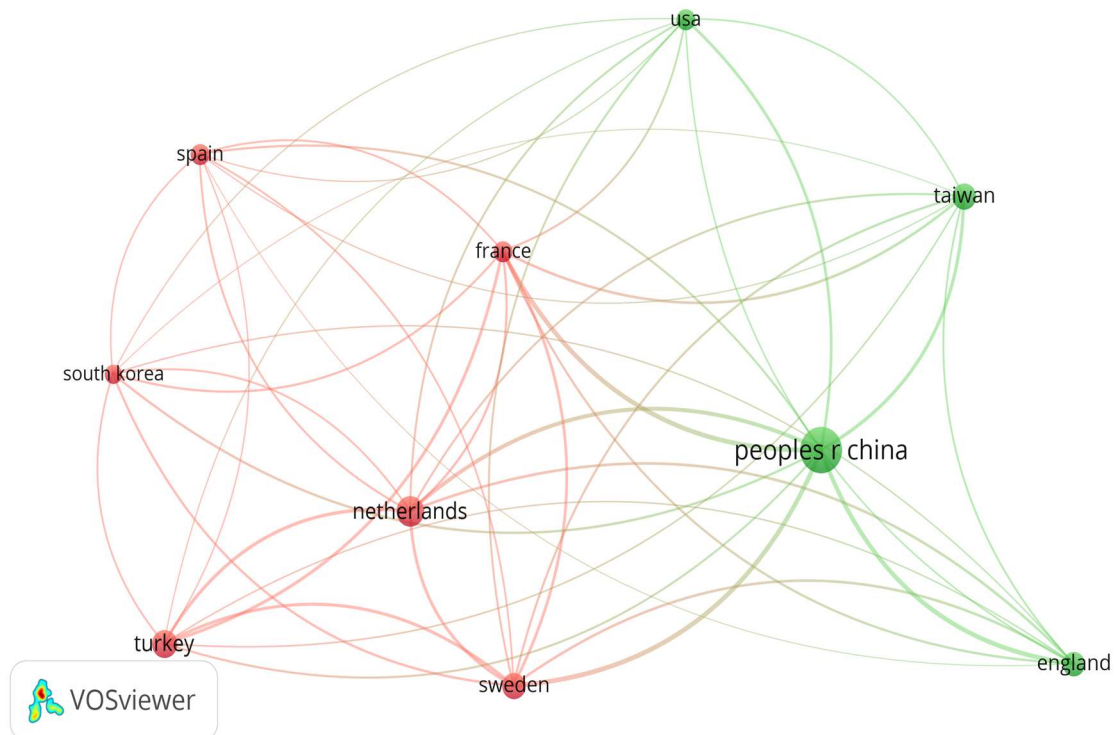 usa
spain
taiwan
france
south korea
peoples r china
netherlands
turkey
sweden
england
VOSviewer